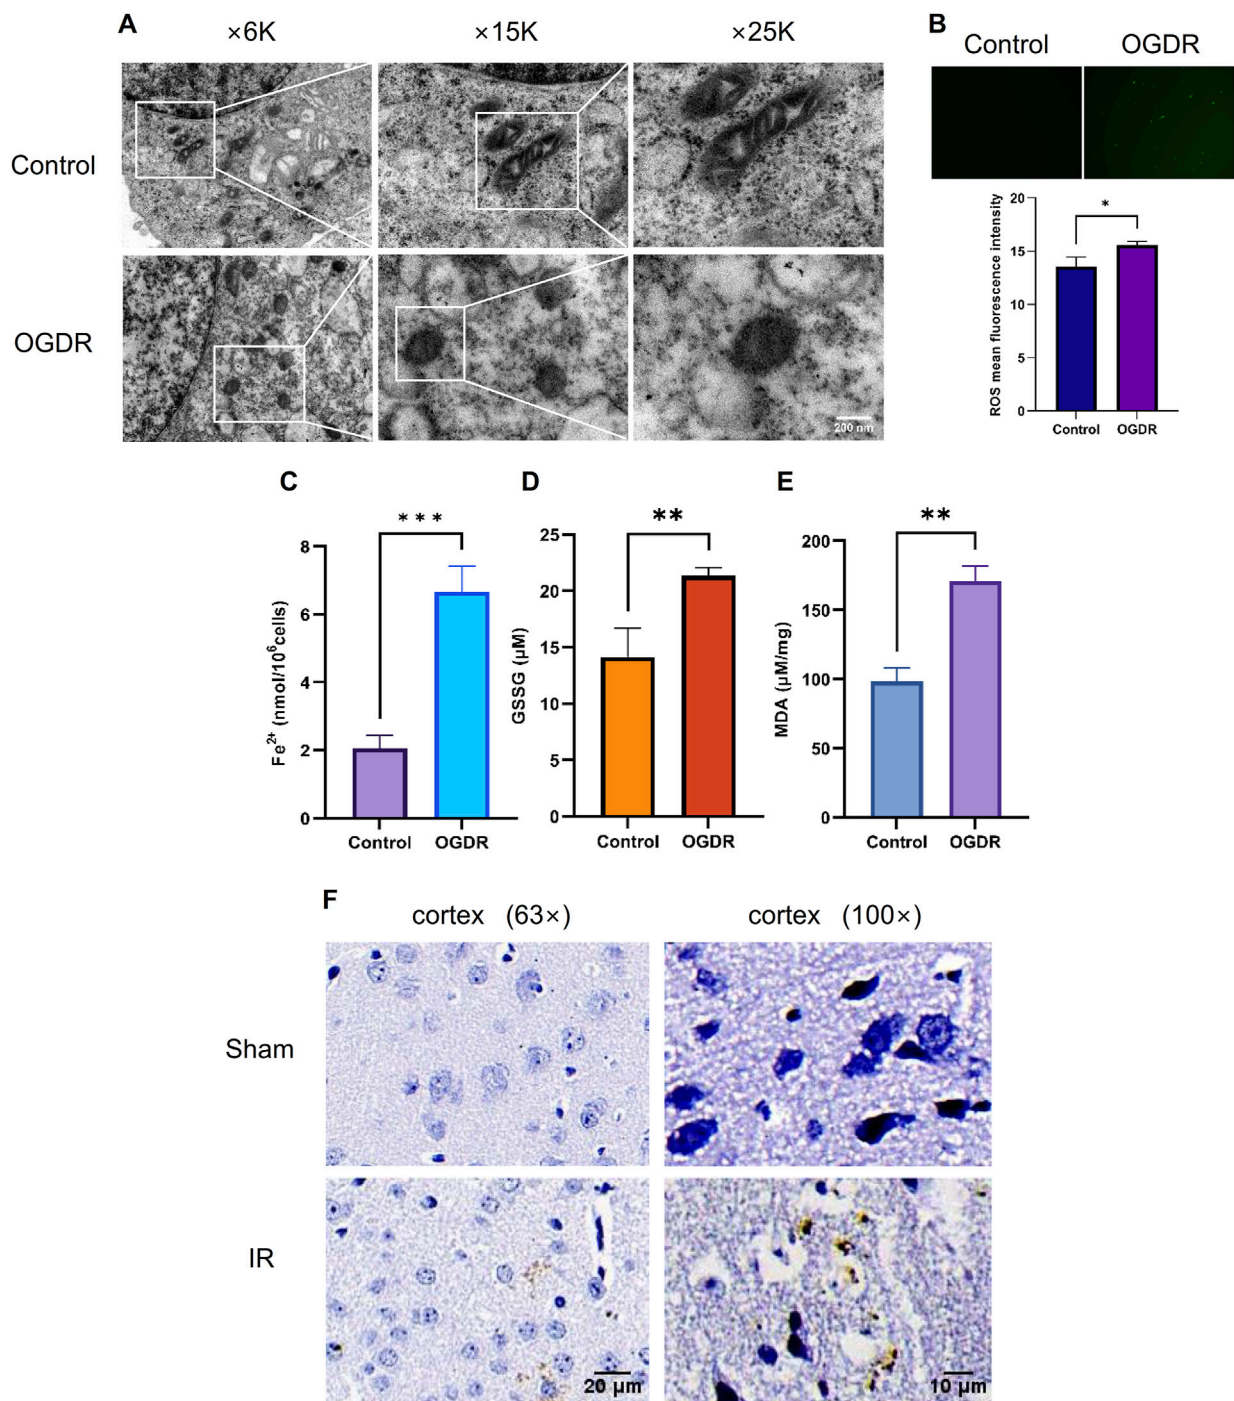 A
×6K
×15K
×25K
Control
OGDR
200 nm
B
Control
OGDR
ROS mean fluorescence intensity
20
15
10
5
0
*
Control
OGDR
C
Fe²⁺ (nmol/10⁶cells)
8
6
4
2
0
***
Control
OGDR
D
GSSG (μM)
25
20
15
10
5
0
**
Control
OGDR
E
MDA (μM/mg)
200
150
100
50
0
**
Control
OGDR
F
cortex (63×)
cortex (100×)
Sham
IR
20 μm
10 μm